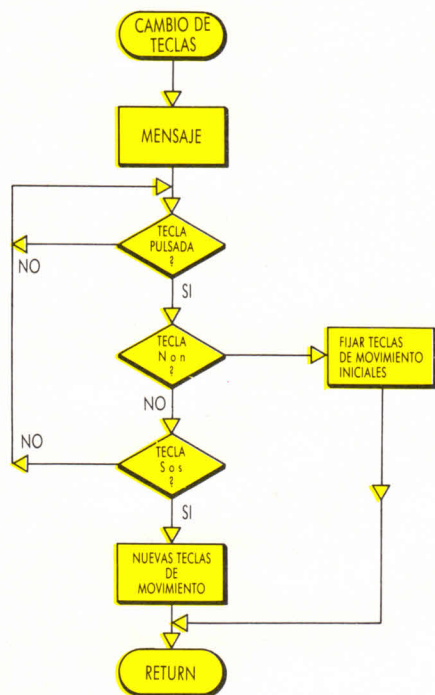 CAMBIO DE
TECLAS
MENSAJE
TECLA
PULSADA
?
NO
SI
TECLA
N o n
?
FIJAR TECLAS
DE MOVIMIENTO
INICIALES
NO
NO
TECLA
S o s
?
SI
NUEVAS TECLAS
DE
MOVIMIENTO
RETURN